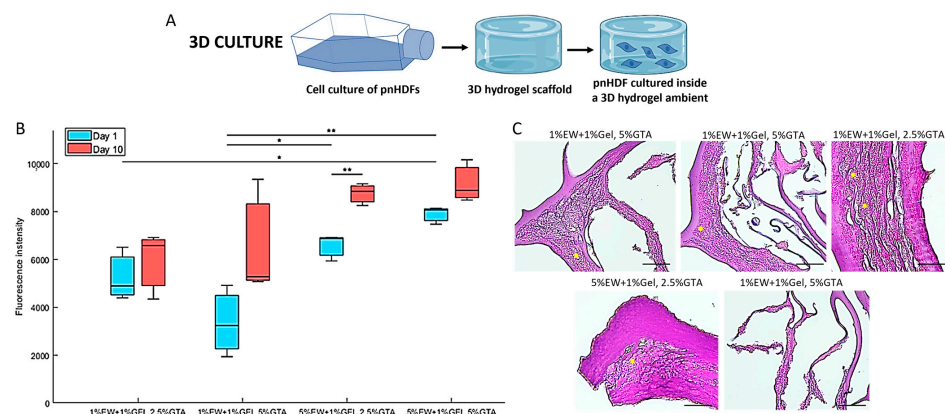 A
3D CULTURE
Cell culture of pnHDFs
3D hydrogel scaffold
pnHDF cultured inside
a 3D hydrogel ambient
B
Day 1
Day 10
**
*
*
**
Fluorescence instensity
10000
8000
6000
4000
2000
0
1%EW+1%Gel, 2.5%GTA
1%EW+1%Gel, 5%GTA
5%EW+1%Gel, 2.5%GTA
5%EW+1%Gel, 5%GTA
C
1%EW+1%Gel, 5%GTA
1%EW+1%Gel, 5%GTA
1%EW+1%Gel, 2.5%GTA
5%EW+1%Gel, 2.5%GTA
1%EW+1%Gel, 5%GTA